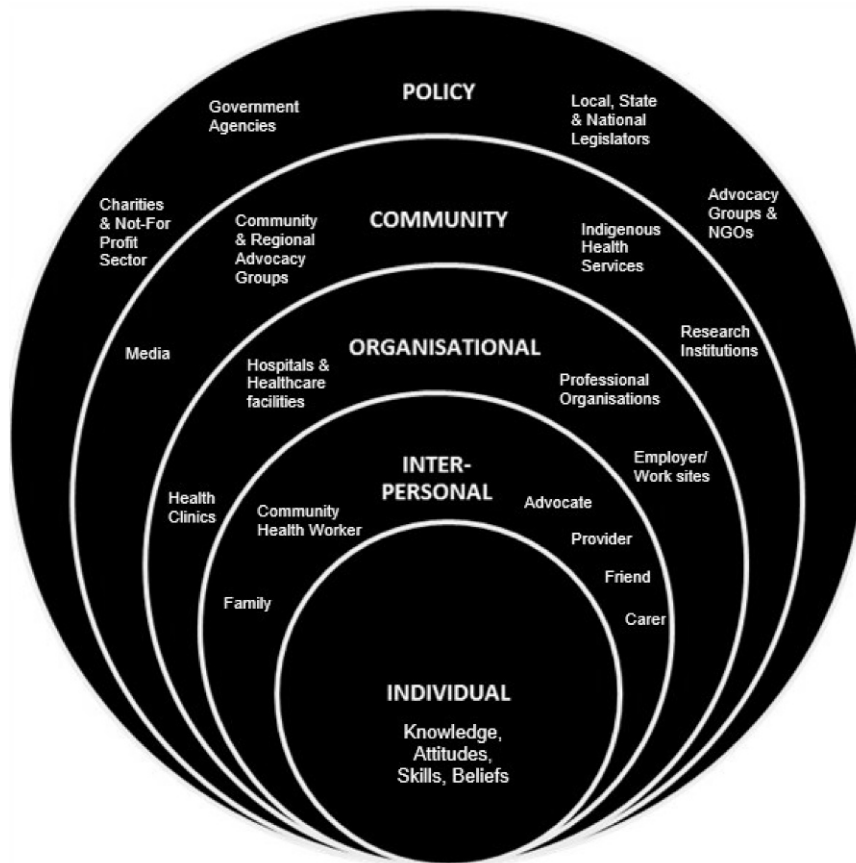 POLICY
Government
Agencies
Local, State
& National
Legislators
Charities
& Not-For
Profit
Sector
Advocacy
Groups &
NGOs
COMMUNITY
Community
& Regional
Advocacy
Groups
Indigenous
Health
Services
Media
Research
Institutions
ORGANISATIONAL
Hospitals &
Healthcare
facilities
Professional
Organisations
Health
Clinics
Employer/
Work sites
INTER-
PERSONAL
Community
Health Worker
Advocate
Provider
Friend
Family
Carer
INDIVIDUAL
Knowledge,
Attitudes,
Skills, Beliefs